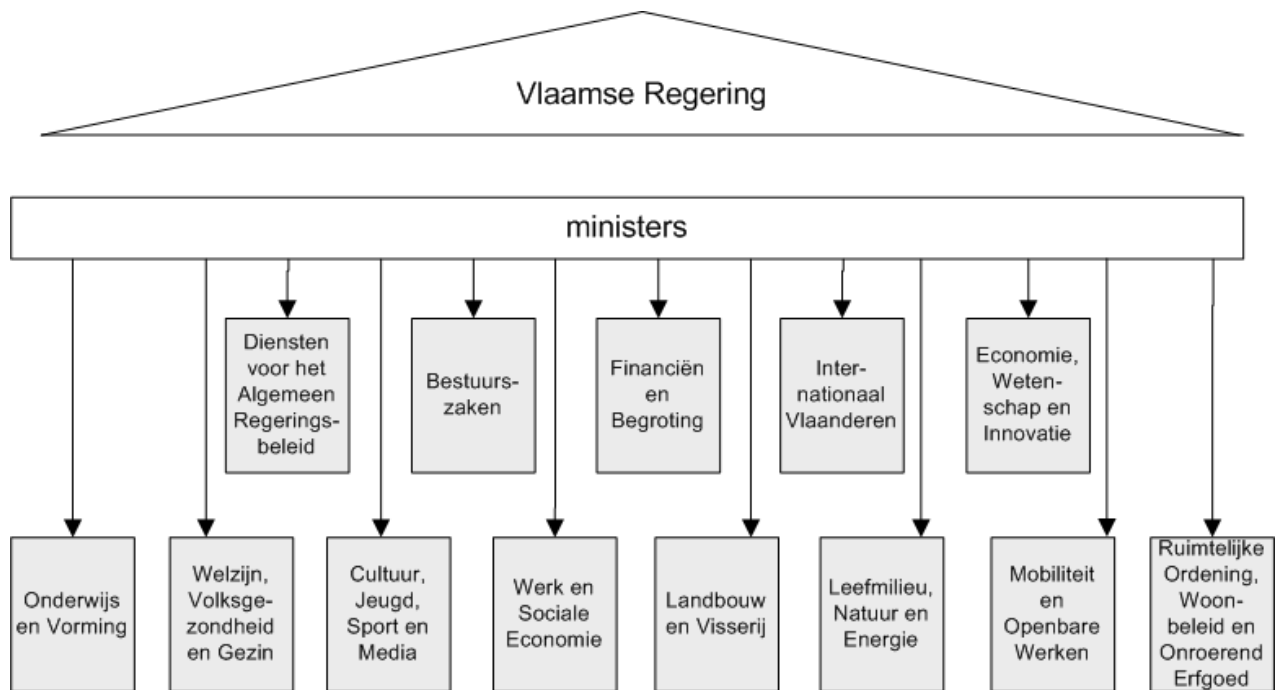 Vlaamse Regering
ministers
Diensten
voor het
Algemeen
Regerings-
beleid
Bestuurs-
zaken
Financiën
en
Begroting
Inter-
nationaal
Vlaanderen
Economie,
Weten-
schap en
Innovatie
Onderwijs
en Vorming
Welzijn,
Volksge-
zondheid
en Gezin
Cultuur,
Jeugd,
Sport en
Media
Werk en
Sociale
Economie
Landbouw
en Visserij
Leefmilieu,
Natuur en
Energie
Mobiliteit
en
Openbare
Werken
Ruimtelijke
Ordening,
Woon-
beleid en
Onroerend
Erfgoed